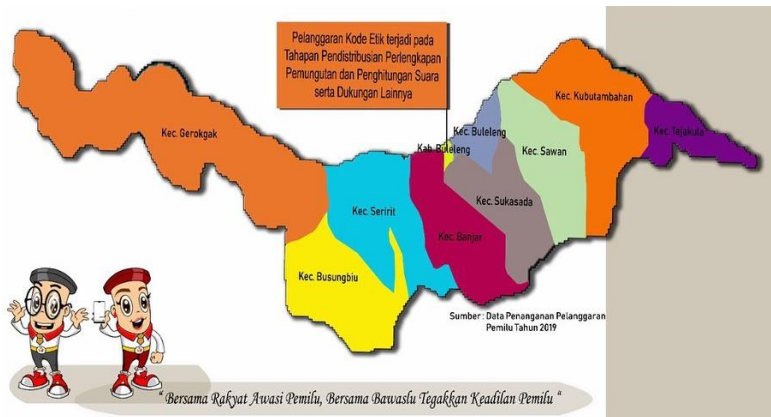 Pelanggaran Kode Etik terjadi pada
Tahapan Pendistribusian Perlengkapan
Pemungutan dan Penghitungan Suara
serta Dukungan Lainnya
Kec. Gerokgak
Kec. Seririt
Kec. Busungbiu
Kab. Buleleng
Kec. Banjar
Kec. Buleleng
Kec. Sukasada
Kec. Sawan
Kec. Kubutambahan
Kec. Tejakula
Sumber : Data Penanganan Pelanggaran
Pemilu Tahun 2019
" Bersama Rakyat Awasi Pemilu, Bersama Bawaslu Tegakkan Keadilan Pemilu "